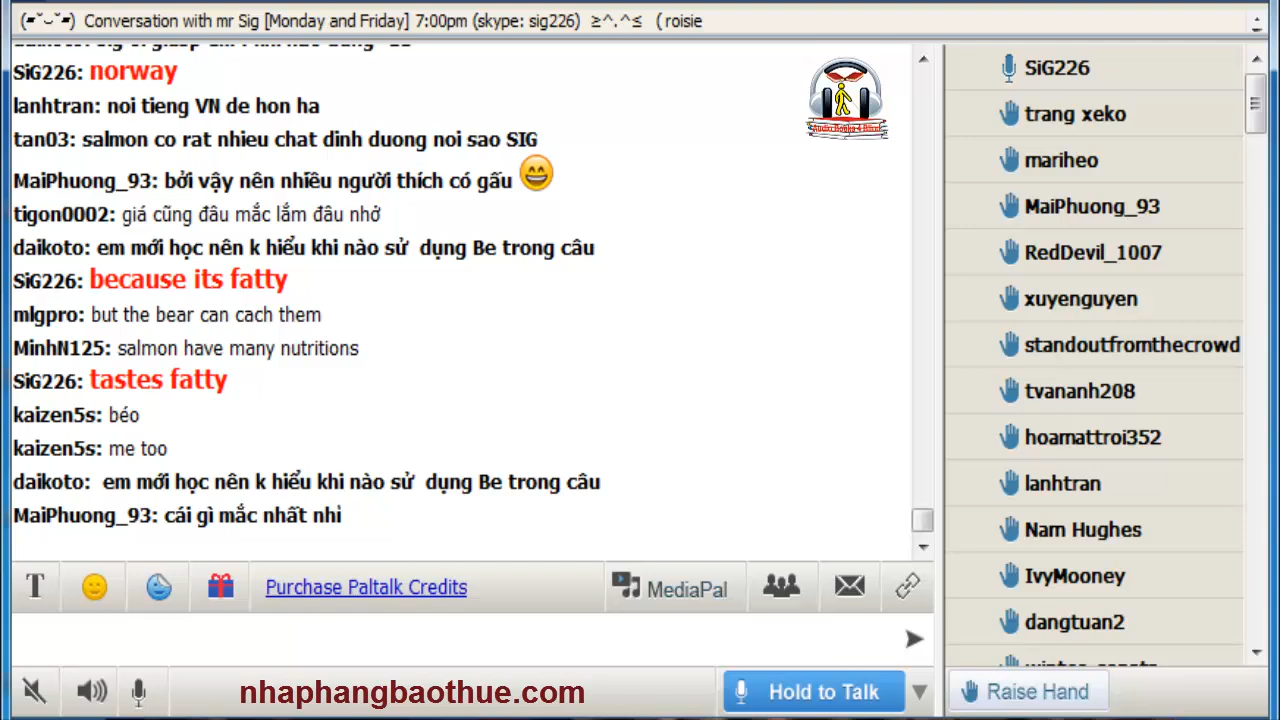 (▰˘◡˘▰) Conversation with mr Sig [Monday and Friday] 7:00pm (skype: sig226) ≥^.^≤ ( roisie
SiG226: norway
lanhtran: noi tieng VN de hon ha
tan03: salmon co rat nhieu chat dinh duong noi sao SIG
MaiPhuong_93: bởi vậy nên nhiều người thích có gấu 😄
tigon0002: giá cũng đâu mắc lắm đâu nhở
daikoto: em mới học nên k hiểu khi nào sử dụng Be trong câu
SiG226: because its fatty
mlgpro: but the bear can cach them
MinhN125: salmon have many nutritions
SiG226: tastes fatty
kaizen5s: béo
kaizen5s: me too
daikoto: em mới học nên k hiểu khi nào sử dụng Be trong câu
MaiPhuong_93: cái gì mắc nhất nhỉ
Audio Books 4 Blind
T
Purchase Paltalk Credits
MediaPal
nhaphangbaothue.com
Hold to Talk
SiG226
trang xeko
mariheo
MaiPhuong_93
RedDevil_1007
xuyenguyen
standoutfromthecrowd
tvananh208
hoamattroi352
lanhtran
Nam Hughes
IvyMooney
dangtuan2
Raise Hand